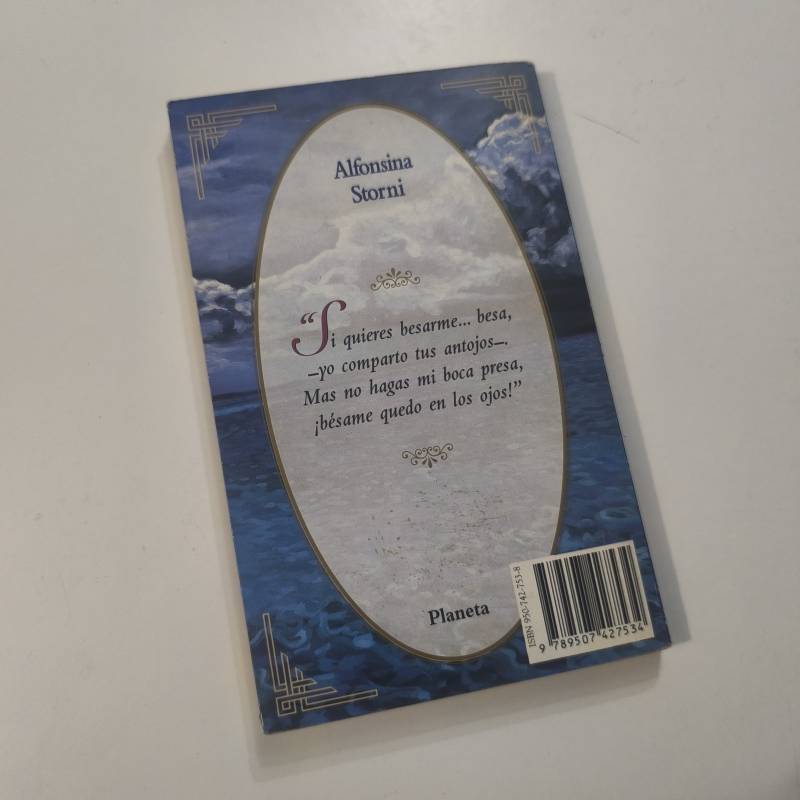 Alfonsina
Storni
“Si quieres besarme... besa,
–yo comparto tus antojos–.
Mas no hagas mi boca presa,
¡bésame quedo en los ojos!”
Planeta
ISBN 950-742-753-8
9 789507 427534